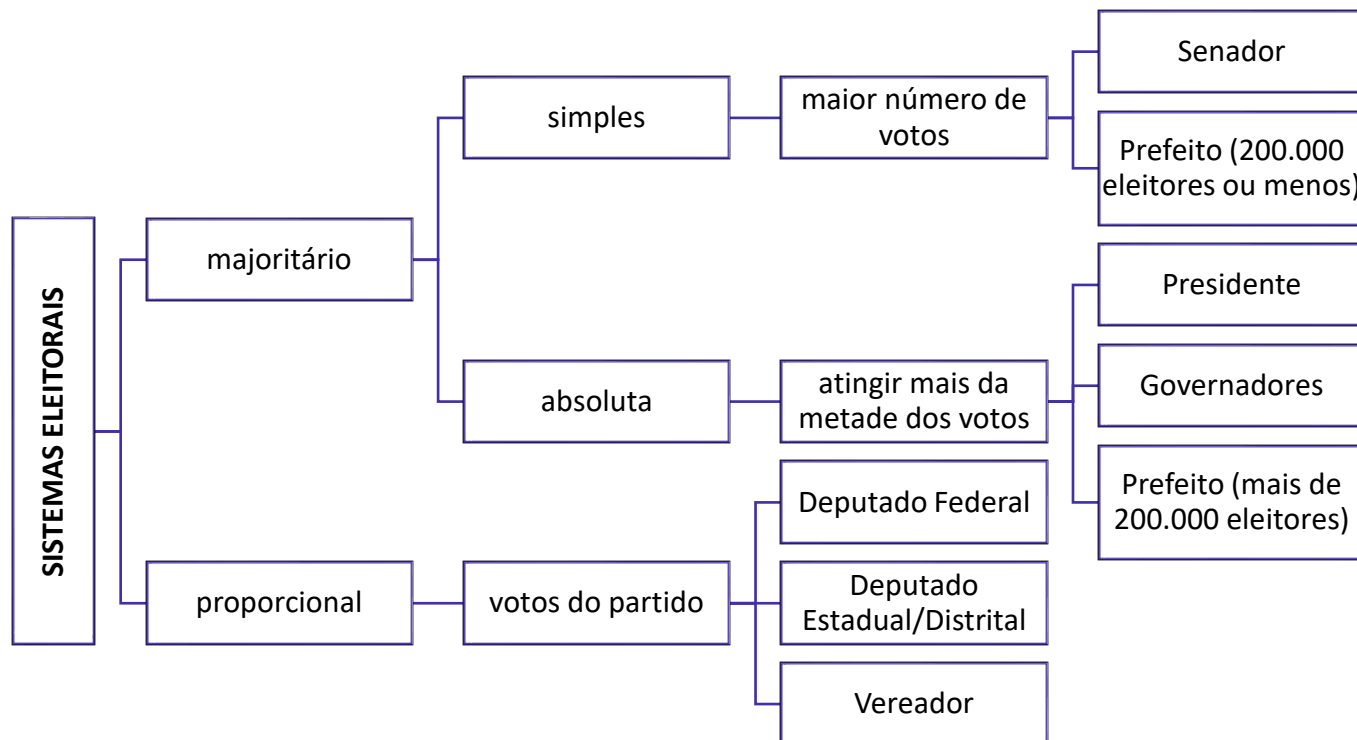 SISTEMAS ELEITORAIS
majoritário
simples
maior número de
votos
Senador
Prefeito (200.000
eleitores ou menos)
absoluta
atingir mais da
metade dos votos
Presidente
Governadores
Prefeito (mais de
200.000 eleitores)
proporcional
votos do partido
Deputado Federal
Deputado
Estadual/Distrital
Vereador